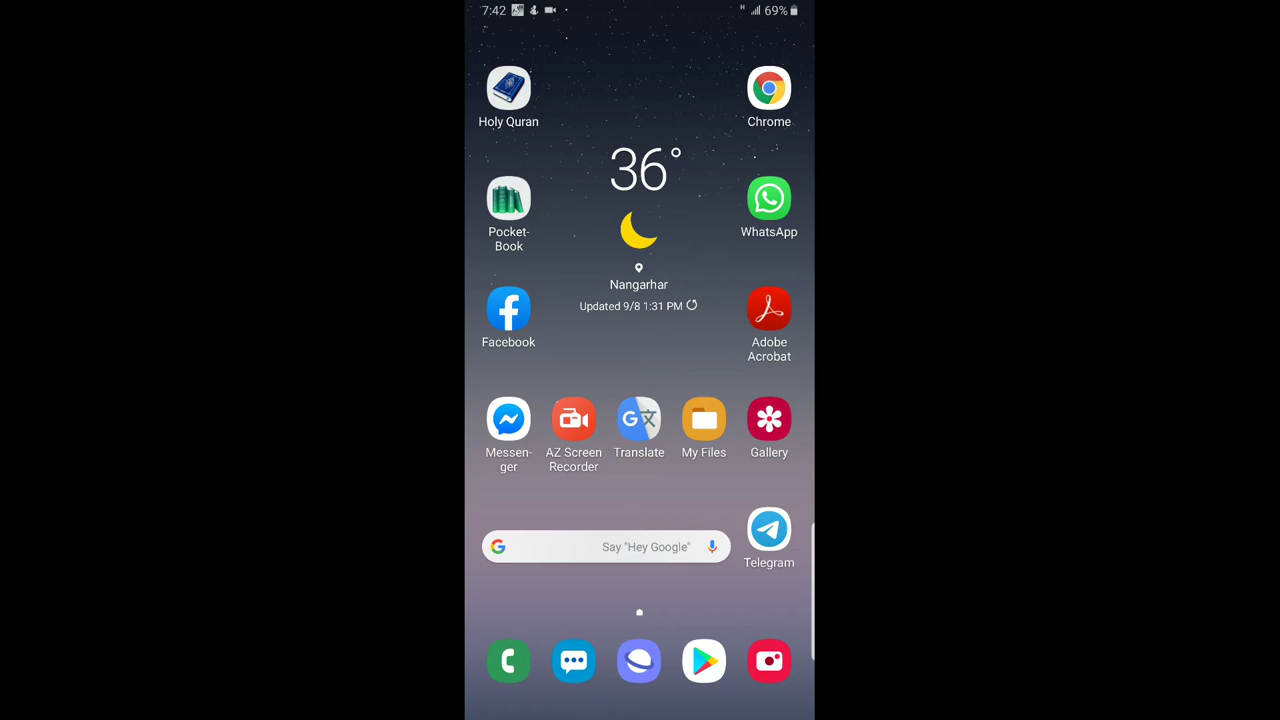 7:42
H 69%
Holy Quran
Chrome
36°
Pocket-
Book
WhatsApp
Nangarhar
Updated 9/8 1:31 PM
Facebook
Adobe
Acrobat
Messen-
ger
AZ Screen
Recorder
Translate
My Files
Gallery
Say "Hey Google"
Telegram